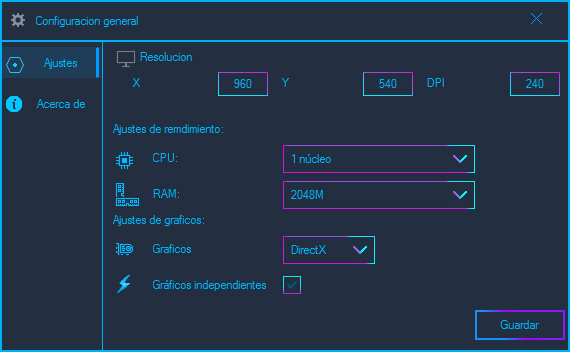 Configuracion general
Ajustes
Acerca de
Resolucion
X 960 Y 540 DPI 240
Ajustes de remdimiento:
CPU: 1 núcleo
RAM: 2048M
Ajustes de graficos:
Graficos DirectX
Gráficos independientes
Guardar